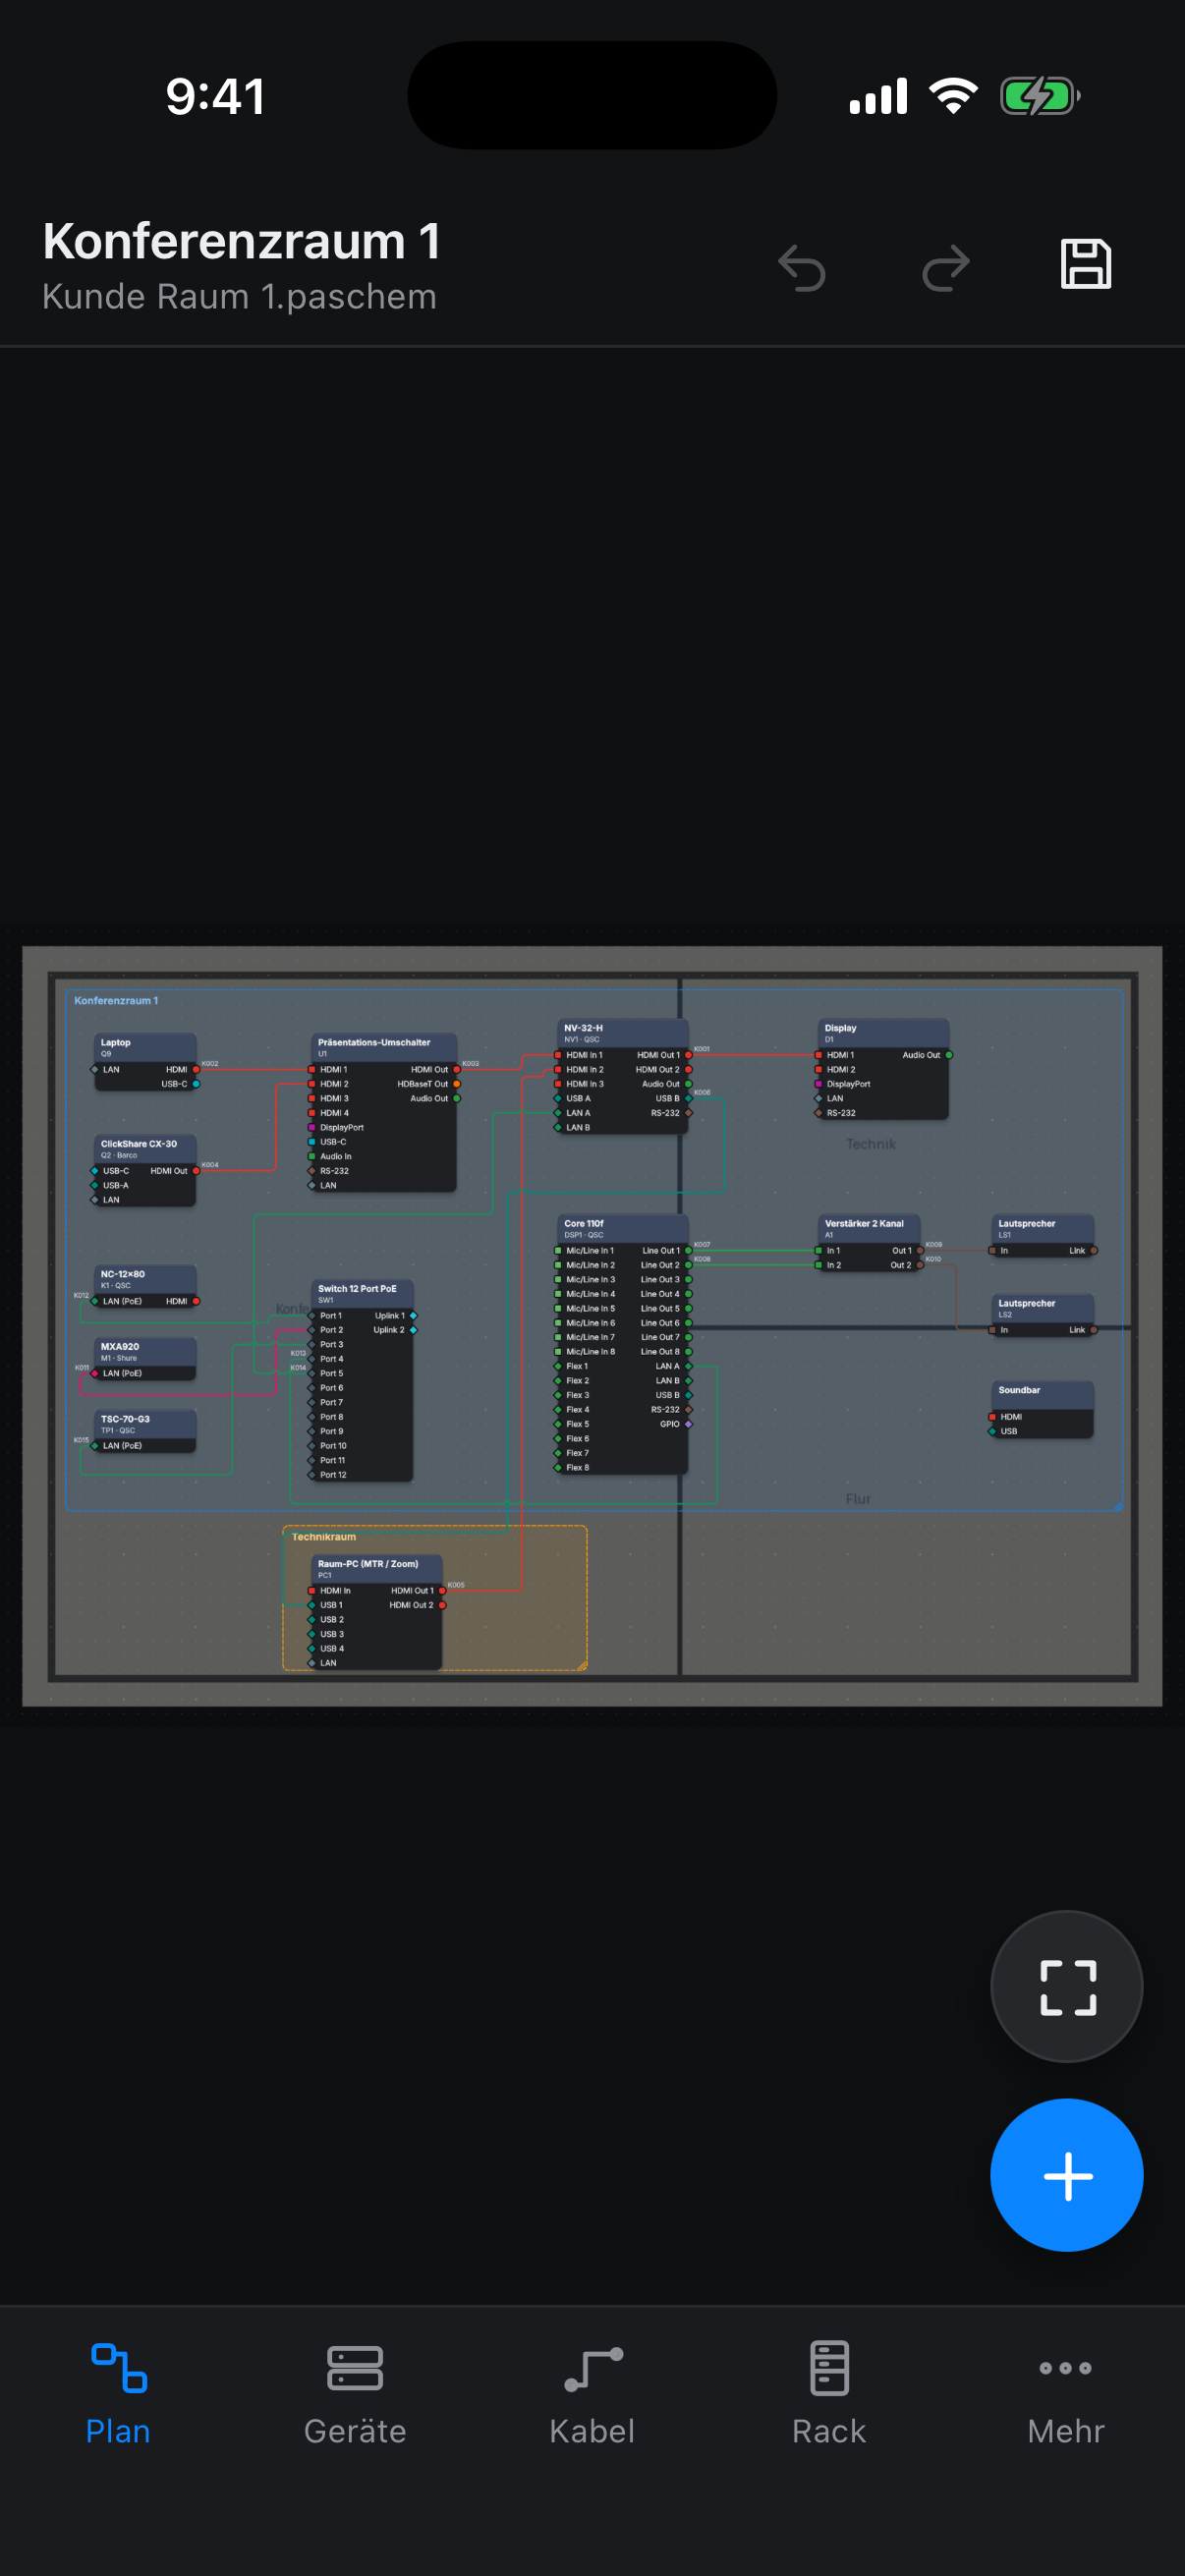 9:41
Konferenzraum 1
Kunde Raum 1.paschem
Konferenzraum 1
Laptop
Q9
LAN HDMI
USB-C
K002
Präsentations-Umschalter
U1
HDMI 1 HDMI Out
HDMI 2 HDBaseT Out
HDMI 3 Audio Out
HDMI 4
DisplayPort
USB-C
Audio In
RS-232
LAN
K003
NV-32-H
NV1 · QSC
HDMI In 1 HDMI Out 1
HDMI In 2 HDMI Out 2
HDMI In 3 Audio Out
USB A USB B
LAN A RS-232
LAN B
K001
K006
Display
D1
HDMI 1 Audio Out
HDMI 2
DisplayPort
LAN
RS-232
Technik
ClickShare CX-30
Q2 · Barco
USB-C HDMI Out
USB-A
LAN
K004
NC-12x80
K1 · QSC
LAN (PoE) HDMI
K012
MXA920
M1 · Shure
LAN (PoE)
K011
TSC-70-G3
TP1 · QSC
LAN (PoE)
K015
Konfe
Switch 12 Port PoE
SW1
Port 1 Uplink 1
Port 2 Uplink 2
Port 3
Port 4
Port 5
Port 6
Port 7
Port 8
Port 9
Port 10
Port 11
Port 12
K013
K014
Core 110f
DSP1 · QSC
Mic/Line In 1 Line Out 1
Mic/Line In 2 Line Out 2
Mic/Line In 3 Line Out 3
Mic/Line In 4 Line Out 4
Mic/Line In 5 Line Out 5
Mic/Line In 6 Line Out 6
Mic/Line In 7 Line Out 7
Mic/Line In 8 Line Out 8
Flex 1 LAN A
Flex 2 LAN B
Flex 3 USB B
Flex 4 RS-232
Flex 5 GPIO
Flex 6
Flex 7
Flex 8
K007
K008
Verstärker 2 Kanal
A1
In 1 Out 1
In 2 Out 2
K009
K010
Lautsprecher
LS1
In Link
Lautsprecher
LS2
In Link
Soundbar
HDMI
USB
Flur
Technikraum
Raum-PC (MTR / Zoom)
PC1
HDMI In HDMI Out 1
USB 1 HDMI Out 2
USB 2
USB 3
USB 4
LAN
K005
Plan
Geräte
Kabel
Rack
Mehr